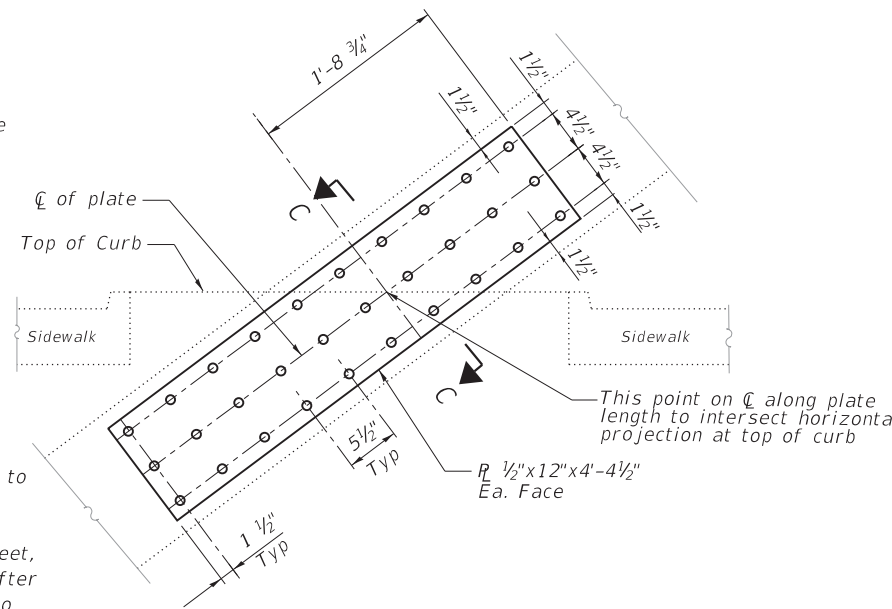 1'-8 ¾"
1½"
1½"
4½"
4½"
1½"
e
℄ of plate
C
Top of Curb
1½"
Sidewalk
Sidewalk
C
This point on ℄ along plate
length to intersect horizonta
projection at top of curb
5½"
Typ
to
℄ ½"x12"x4'-4½"
Ea. Face
1 ½"
Typ
eet,
fter
o